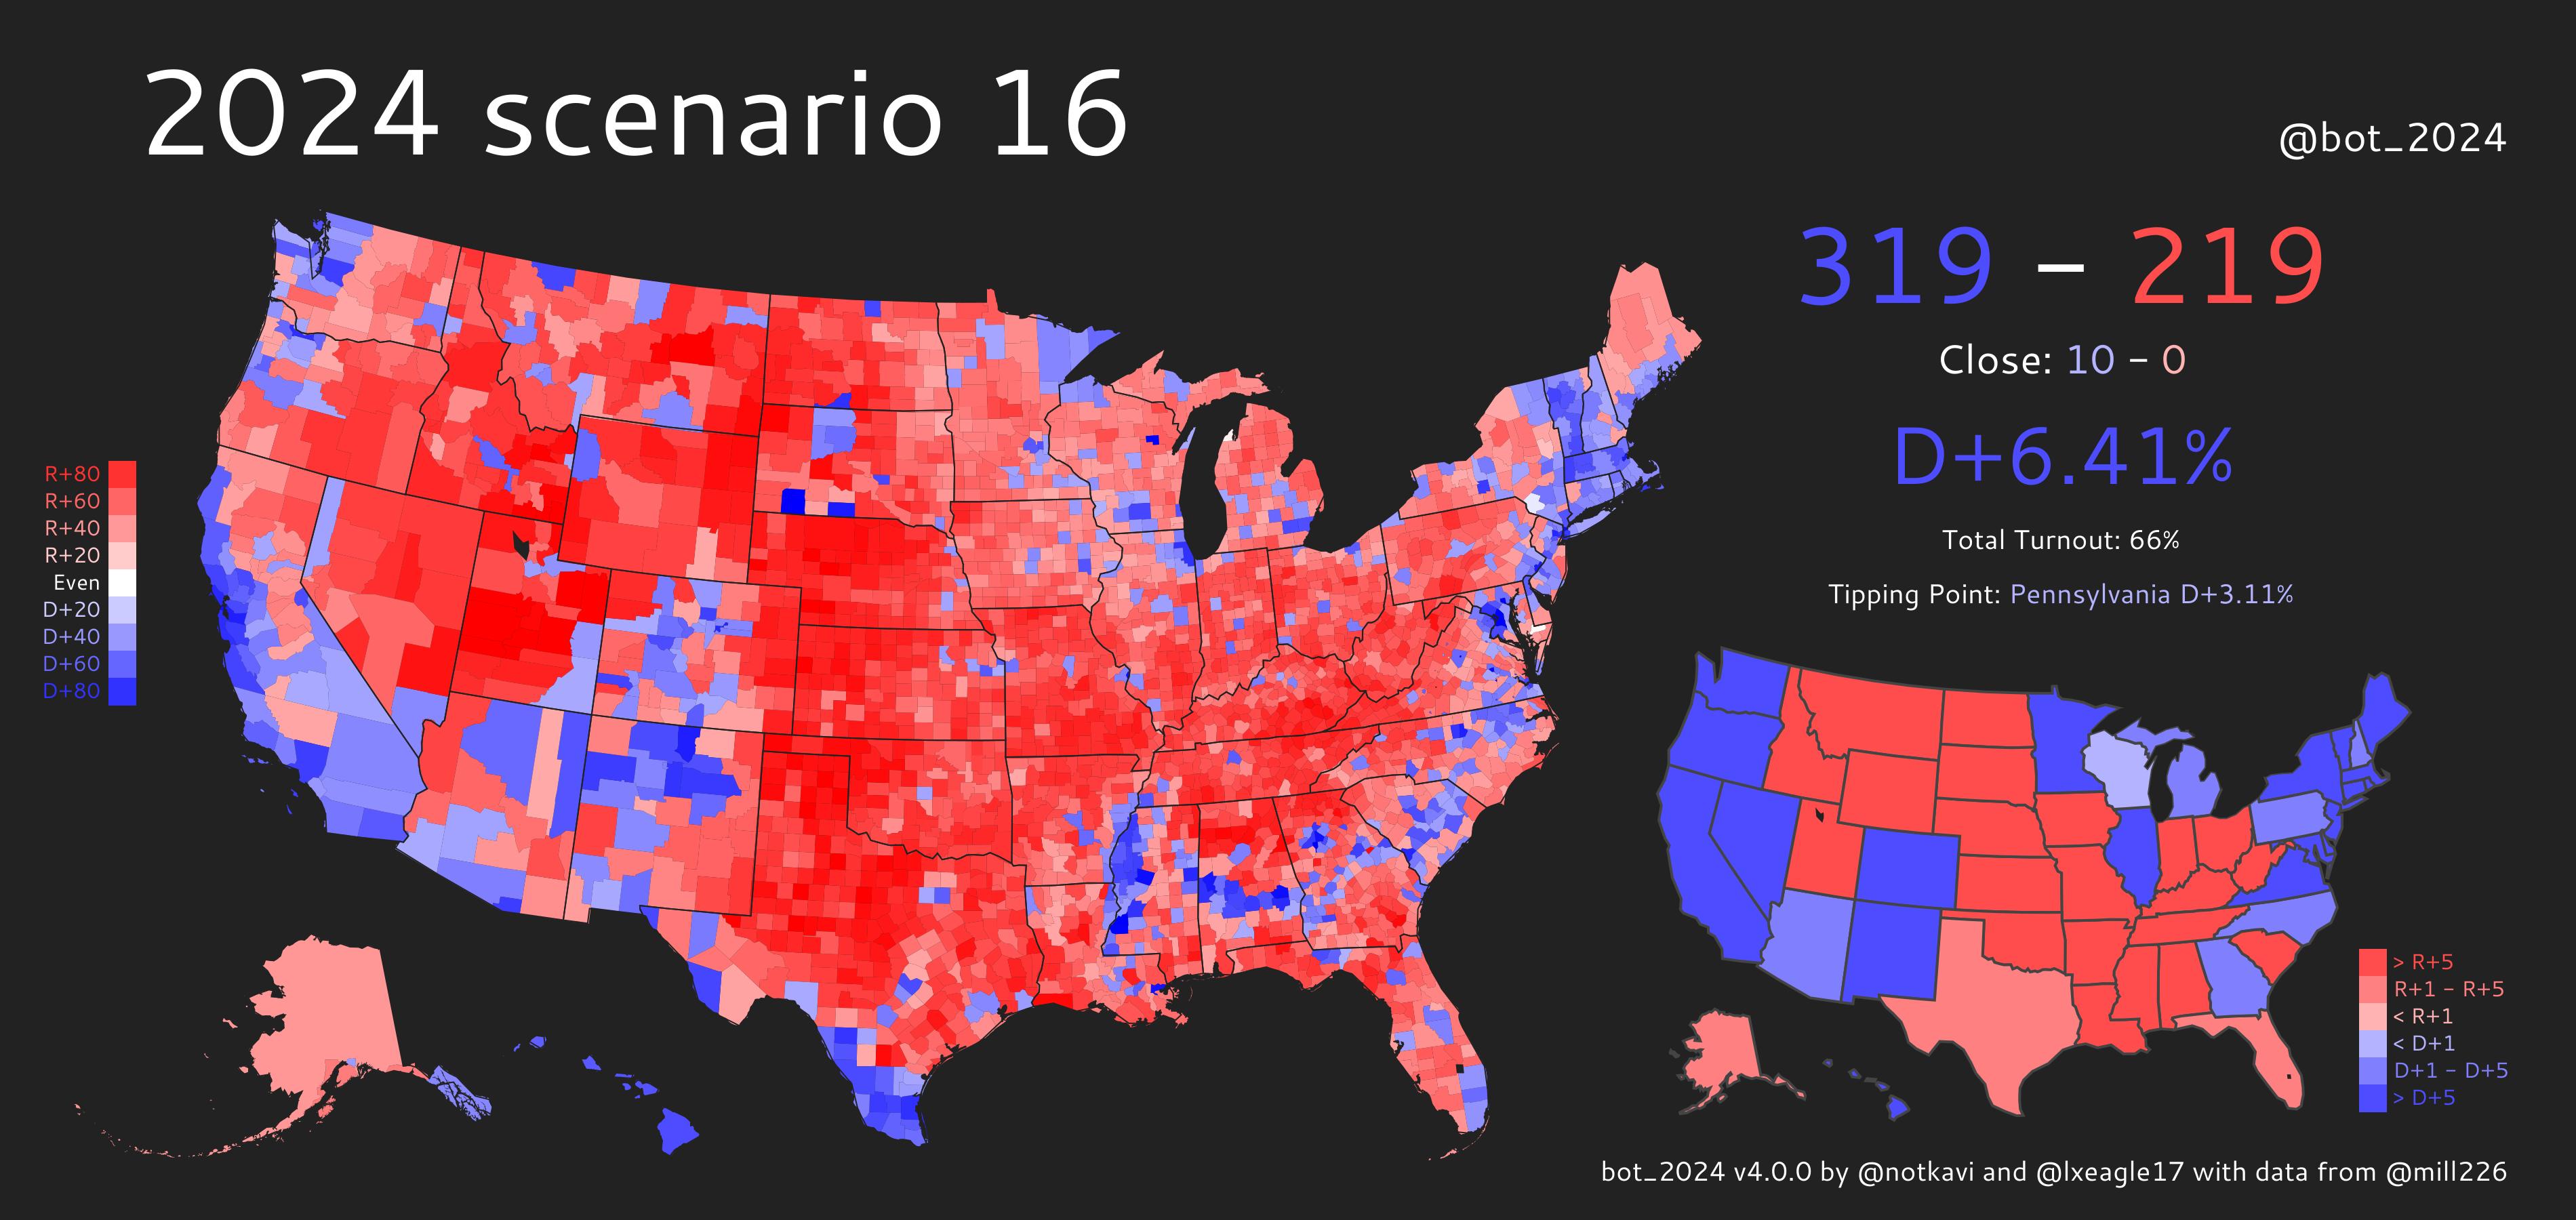 2024 scenario 16
@bot_2024
319 - 219
Close: 10 - 0
D+6.41%
Total Turnout: 66%
Tipping Point: Pennsylvania D+3.11%
R+80
R+60
R+40
R+20
Even
D+20
D+40
D+60
D+80
> R+5
R+1 - R+5
< R+1
< D+1
D+1 - D+5
> D+5
bot_2024 v4.0.0 by @notkavi and @lxeagle17 with data from @mill226